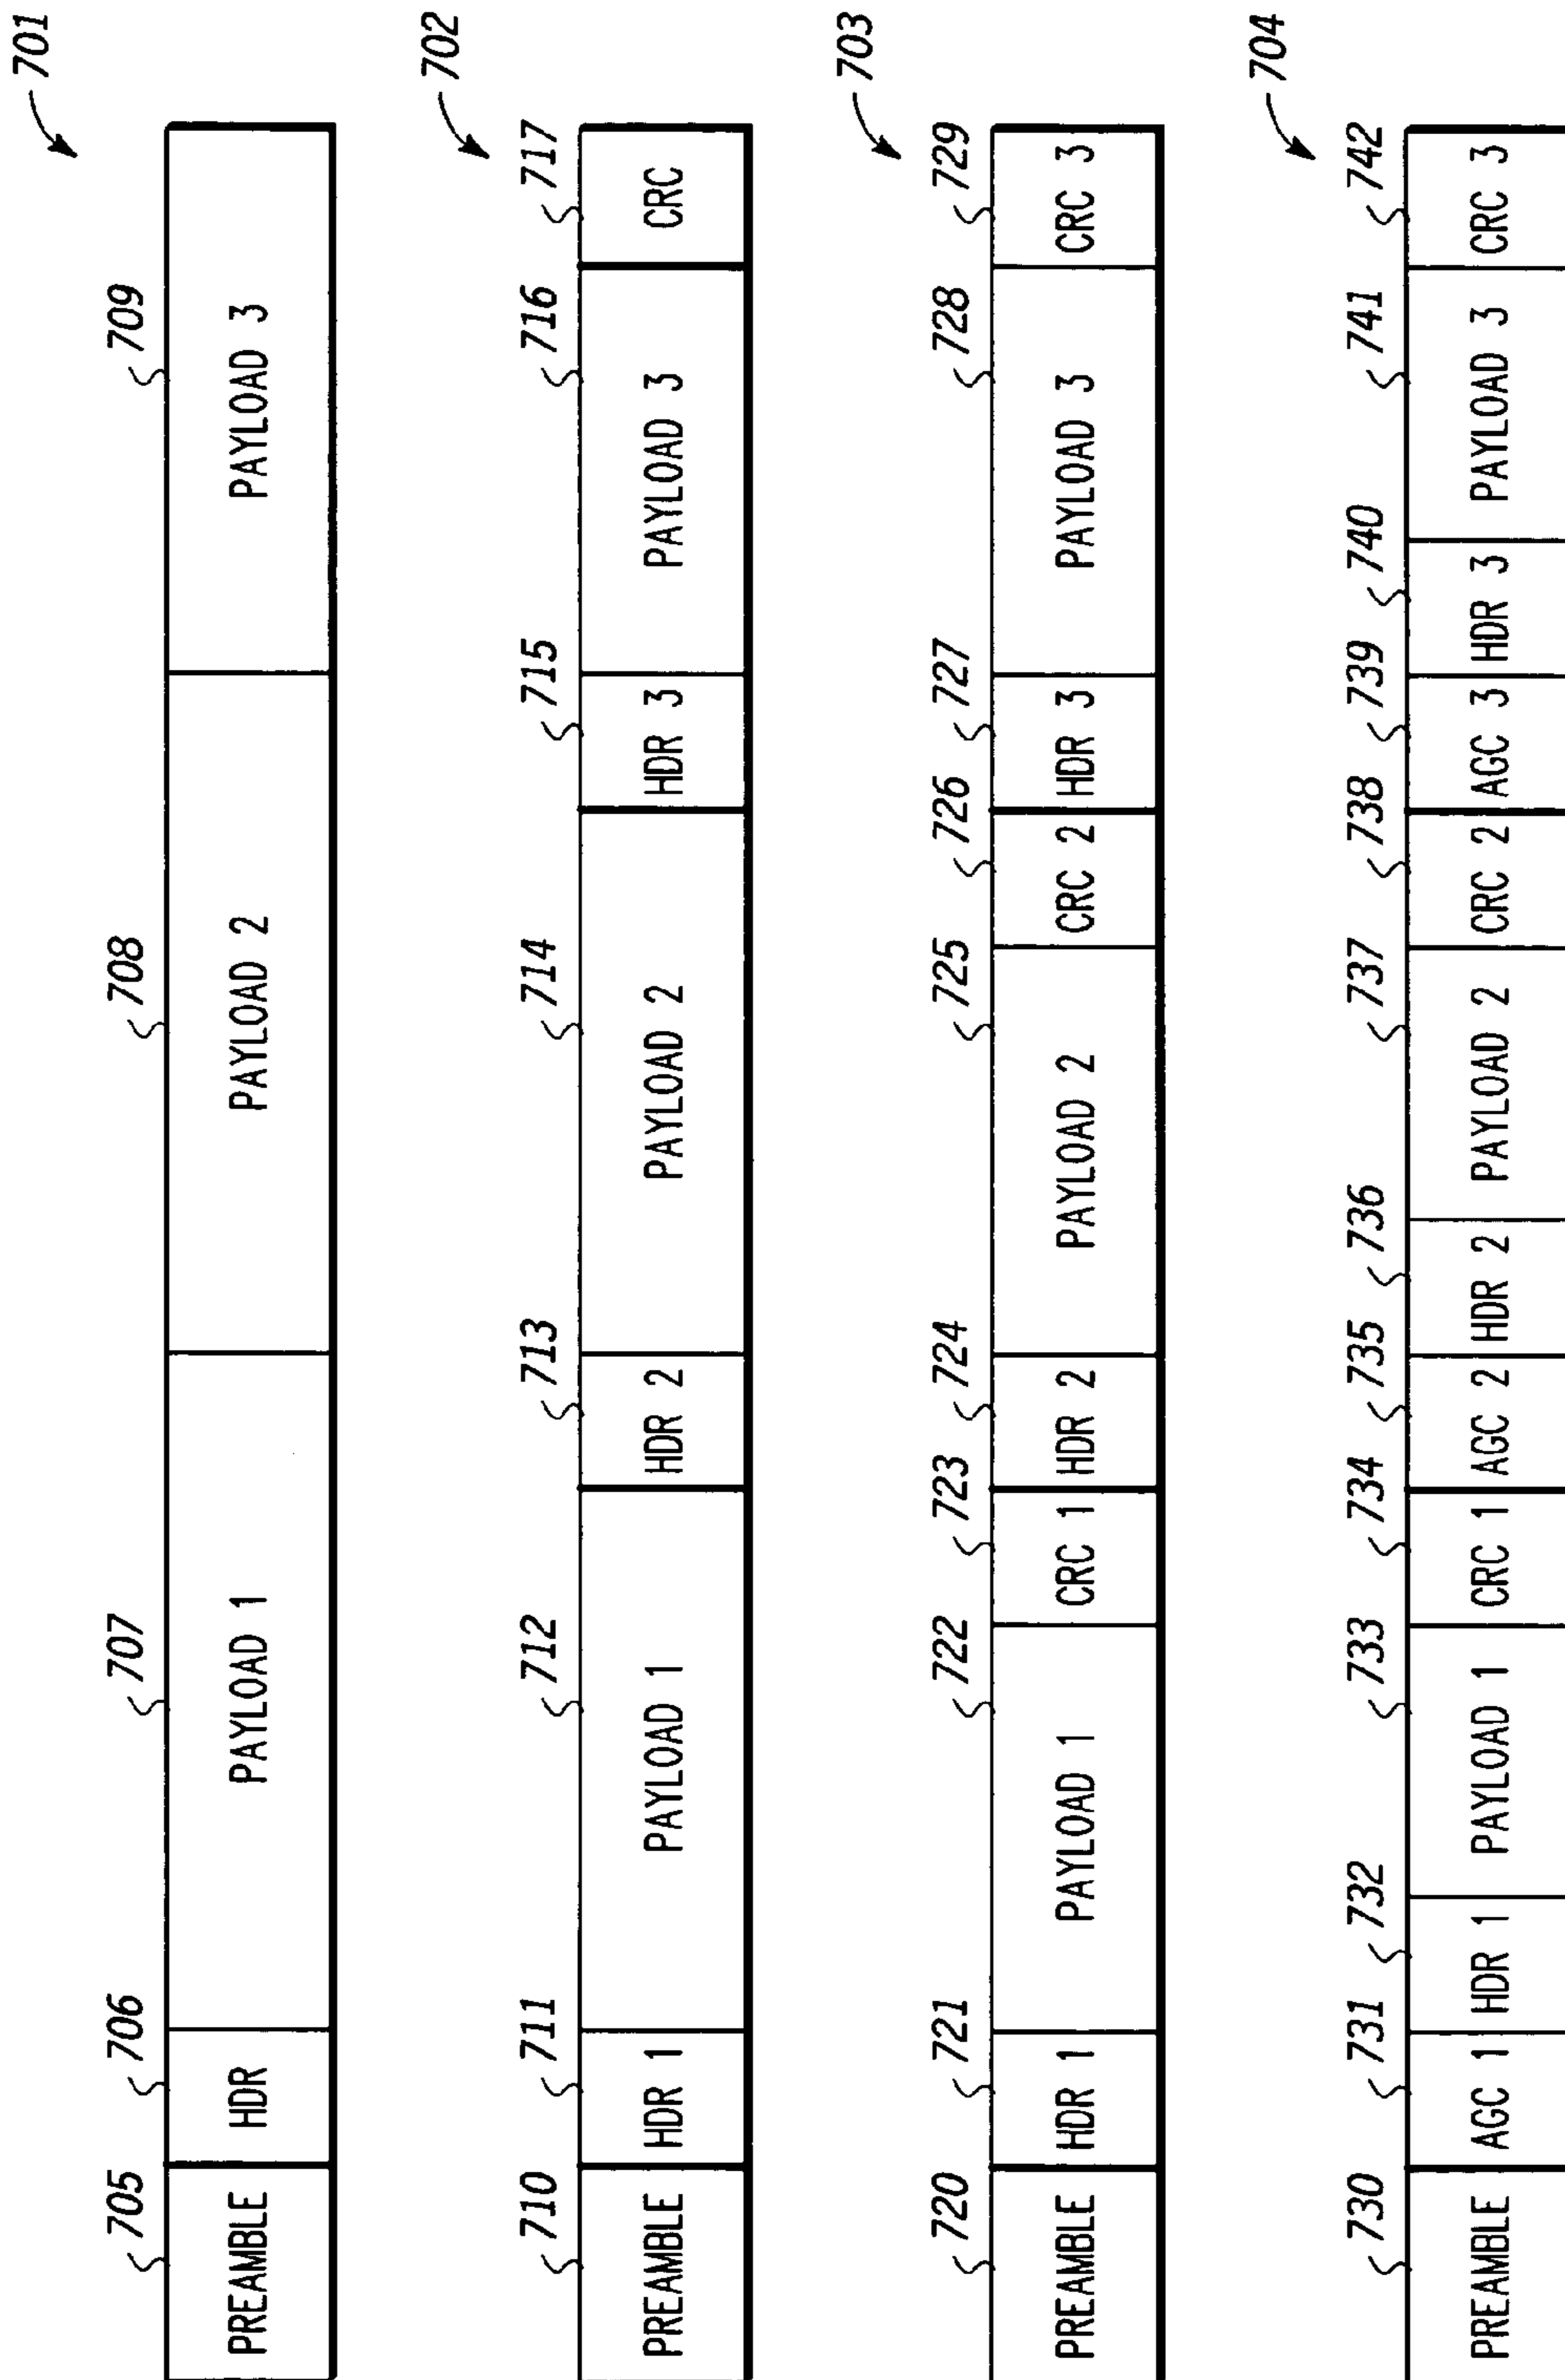 701
705 706 707 708 709
PREAMBLE HDR PAYLOAD 1 PAYLOAD 2 PAYLOAD 3
702
710 711 712 713 714 715 716 717
PREAMBLE HDR 1 PAYLOAD 1 HDR 2 PAYLOAD 2 HDR 3 PAYLOAD 3 CRC
703
720 721 722 723 724 725 726 727 728 729
PREAMBLE HDR 1 PAYLOAD 1 CRC 1 HDR 2 PAYLOAD 2 CRC 2 HDR 3 PAYLOAD 3 CRC 3
704
730 731 732 733 734 735 736 737 738 739 740 741 742
PREAMBLE AGC 1 HDR 1 PAYLOAD 1 CRC 1 AGC 2 HDR 2 PAYLOAD 2 CRC 2 AGC 3 HDR 3 PAYLOAD 3 CRC 3